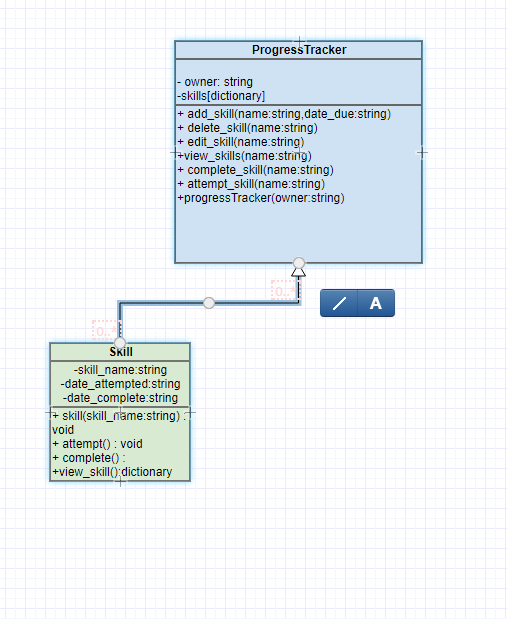 ProgressTracker
- owner: string
-skills[dictionary]
+ add_skill(name:string,date_due:string)
+ delete_skill(name:string)
+ edit_skill(name:string)
+view_skills(name:string)
+ complete_skill(name:string)
+ attempt_skill(name:string)
+progressTracker(owner:string)
0..*
A
0..*
Skill
-skill_name:string
-date_attempted:string
-date_complete:string
+ skill(skill_name:string) :
void
+ attempt() : void
+ complete() :
+view_skill():dictionary